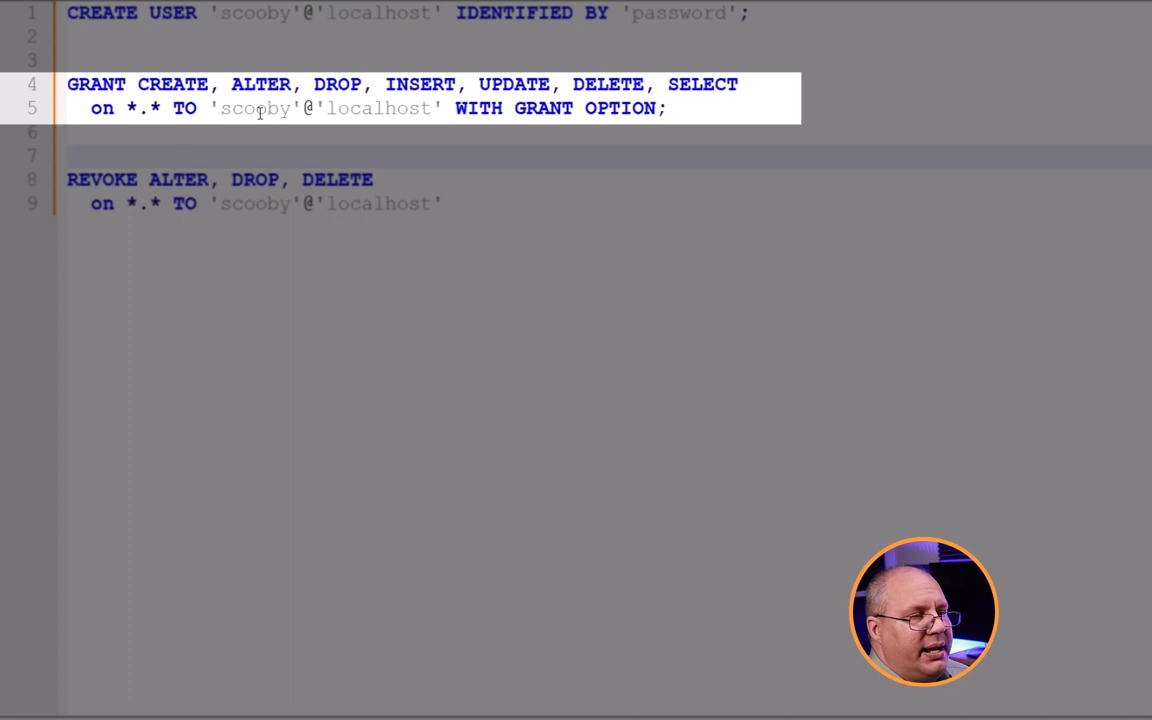 1 CREATE USER 'scooby'@'localhost' IDENTIFIED BY 'password';
2
3
4 GRANT CREATE, ALTER, DROP, INSERT, UPDATE, DELETE, SELECT
5 on *.* TO 'scooby'@'localhost' WITH GRANT OPTION;
6
7
8 REVOKE ALTER, DROP, DELETE
9 on *.* TO 'scooby'@'localhost'